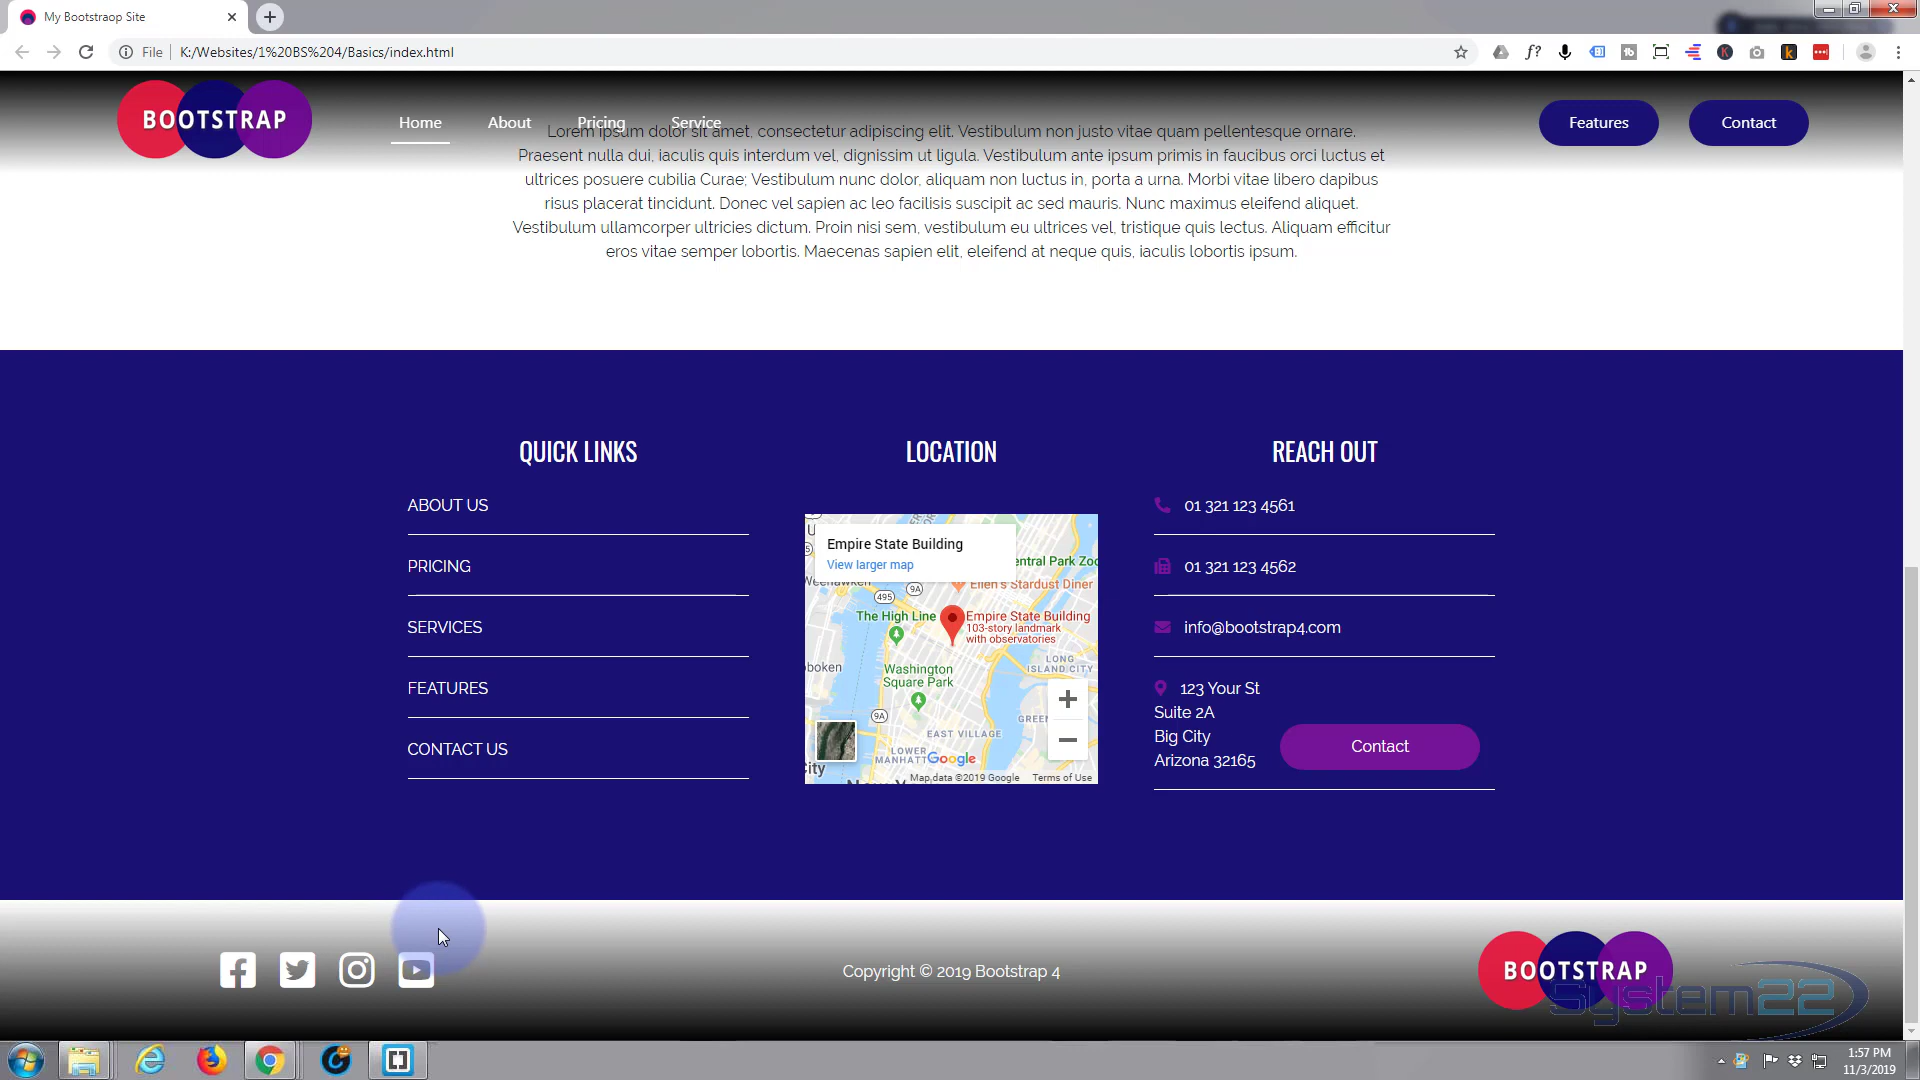 My Bootstraop Site
File
K:/Websites/1%20BS%204/Basics/index.html
BOOTSTRAP
Home
About
Pricing
Service
Features
Contact
Lorem ipsum dolor sit amet, consectetur adipiscing elit. Vestibulum non justo vitae quam pellentesque ornare.
Praesent nulla dui, iaculis quis interdum vel, dignissim ut ligula. Vestibulum ante ipsum primis in faucibus orci luctus et
ultrices posuere cubilia Curae; Vestibulum nunc dolor, aliquam non luctus in, porta a urna. Morbi vitae libero dapibus
risus placerat tincidunt. Donec vel sapien ac leo facilisis suscipit ac sed mauris. Nunc maximus eleifend aliquet.
Vestibulum ullamcorper ultricies dictum. Proin nisi sem, vestibulum eu ultrices vel, tristique quis lectus. Aliquam efficitur
eros vitae semper lobortis. Maecenas sapien elit, eleifend at neque quis, iaculis lobortis ipsum.
QUICK LINKS
ABOUT US
PRICING
SERVICES
FEATURES
CONTACT US
LOCATION
Empire State Building
View larger map
entral Park Zoo
Ellen's Stardust Diner
Weehawken
495
9A
The High Line
Empire State Building
103-story landmark
with observatories
oboken
LONG
ISLAND CITY
Washington
Square Park
9A
GREEN
EAST VILLAGE
LOWER
MANHATT
Google
City
Map data ©2019 Google
Terms of Use
REACH OUT
01 321 123 4561
01 321 123 4562
info@bootstrap4.com
123 Your St
Suite 2A
Big City
Arizona 32165
Contact
Copyright © 2019 Bootstrap 4
BOOTSTRAP
system22
1:57 PM
11/3/2019